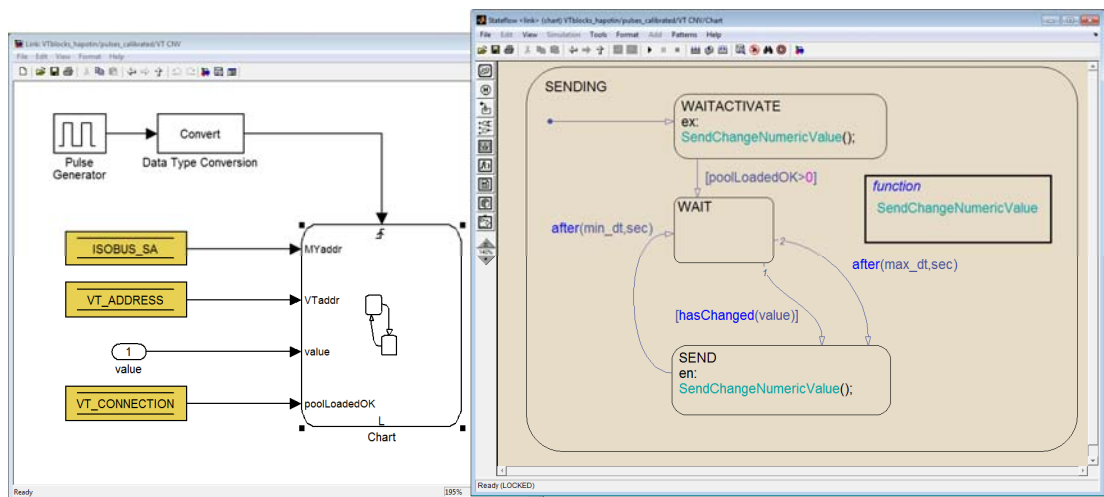 Link: VTblocks_hapotin/pulses_calibrated/VT CNV
File Edit View Format Help
Pulse
Generator
Convert
Data Type Conversion
ISOBUS_SA
VT_ADDRESS
1
value
VT_CONNECTION
MYaddr
VTaddr
value
poolLoadedOK
L
Chart
Ready
195%
Stateflow <link> (chart) VTblocks_hapotin/pulses_calibrated/VT CNV/Chart
File Edit View Simulation Tools Format Add Patterns Help
SENDING
WAITACTIVATE
ex:
SendChangeNumericValue();
[poolLoadedOK>0]
function
SendChangeNumericValue
WAIT
after(min_dt,sec)
2
after(max_dt,sec)
1
[hasChanged(value)]
SEND
en:
SendChangeNumericValue();
Ready (LOCKED)